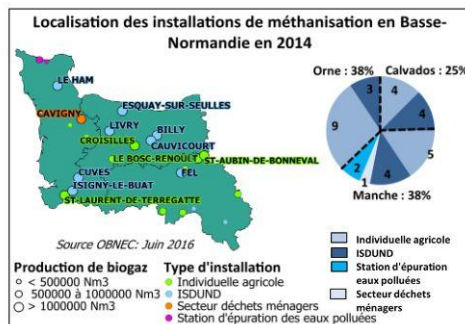 Localisation des installations de méthanisation en Basse-
Normandie en 2014
LE HAM
CAVIGNY
ESQUAY-SUR-SEULLES
LIVRY
BILLY
CROISILLES
CAUVICOURT
LE BOSC-RENOULT
ST-AUBIN-DE-BONNEVAL
CUVES
FEL
ISIGNY-LE-BUAT
ST-LAURENT-DE-TERREGATTE
Source OBNEC: Juin 2016
Orne : 38%
Calvados : 25%
3
4
9
4
5
2
1
4
Manche : 38%
Production de biogaz
< 500000 Nm3
500000 à 1000000 Nm3
> 1000000 Nm3
Type d'installation
Individuelle agricole
ISDUND
Secteur déchets ménagers
Station d'épuration des eaux polluées
Individuelle agricole
ISDUND
Station d'épuration
eaux polluées
Secteur déchets
ménagers